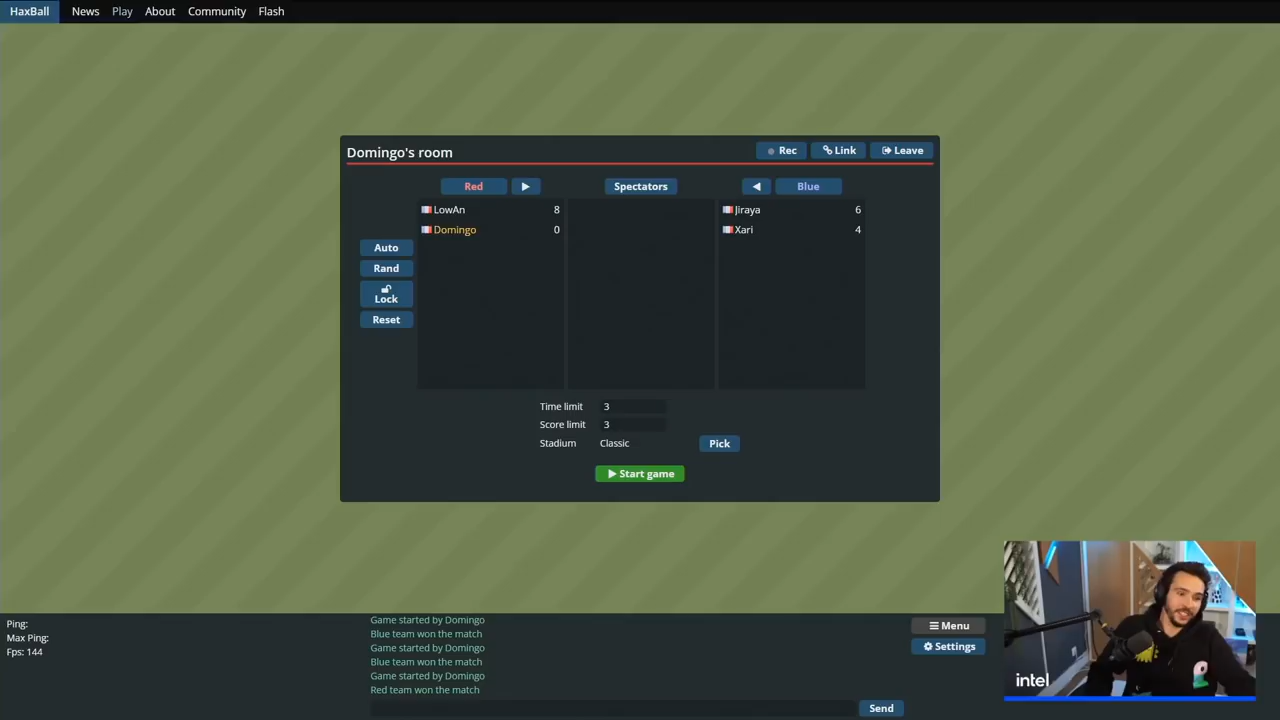 HaxBall News Play About Community Flash
Domingo's room Rec Link Leave
Red Spectators Blue
LowAn 8 Jiraya 6
Domingo 0 Xari 4
Auto
Rand
Lock
Reset
Time limit 3
Score limit 3
Stadium Classic Pick
Start game
Ping:
Max Ping:
Fps: 144
Game started by Domingo
Blue team won the match
Game started by Domingo
Blue team won the match
Game started by Domingo
Red team won the match
Menu
Settings
Send
intel